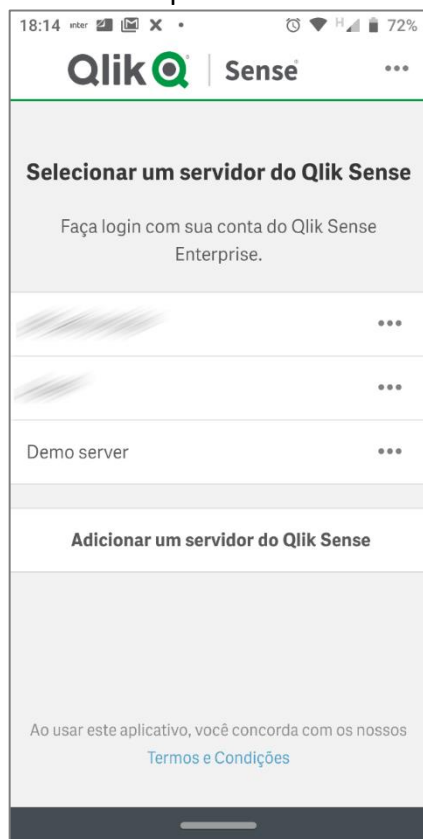 18:14 inter 72%
Qlik Sense
Selecionar um servidor do Qlik Sense
Faça login com sua conta do Qlik Sense
Enterprise.
Demo server
Adicionar um servidor do Qlik Sense
Ao usar este aplicativo, você concorda com os nossos
Termos e Condições